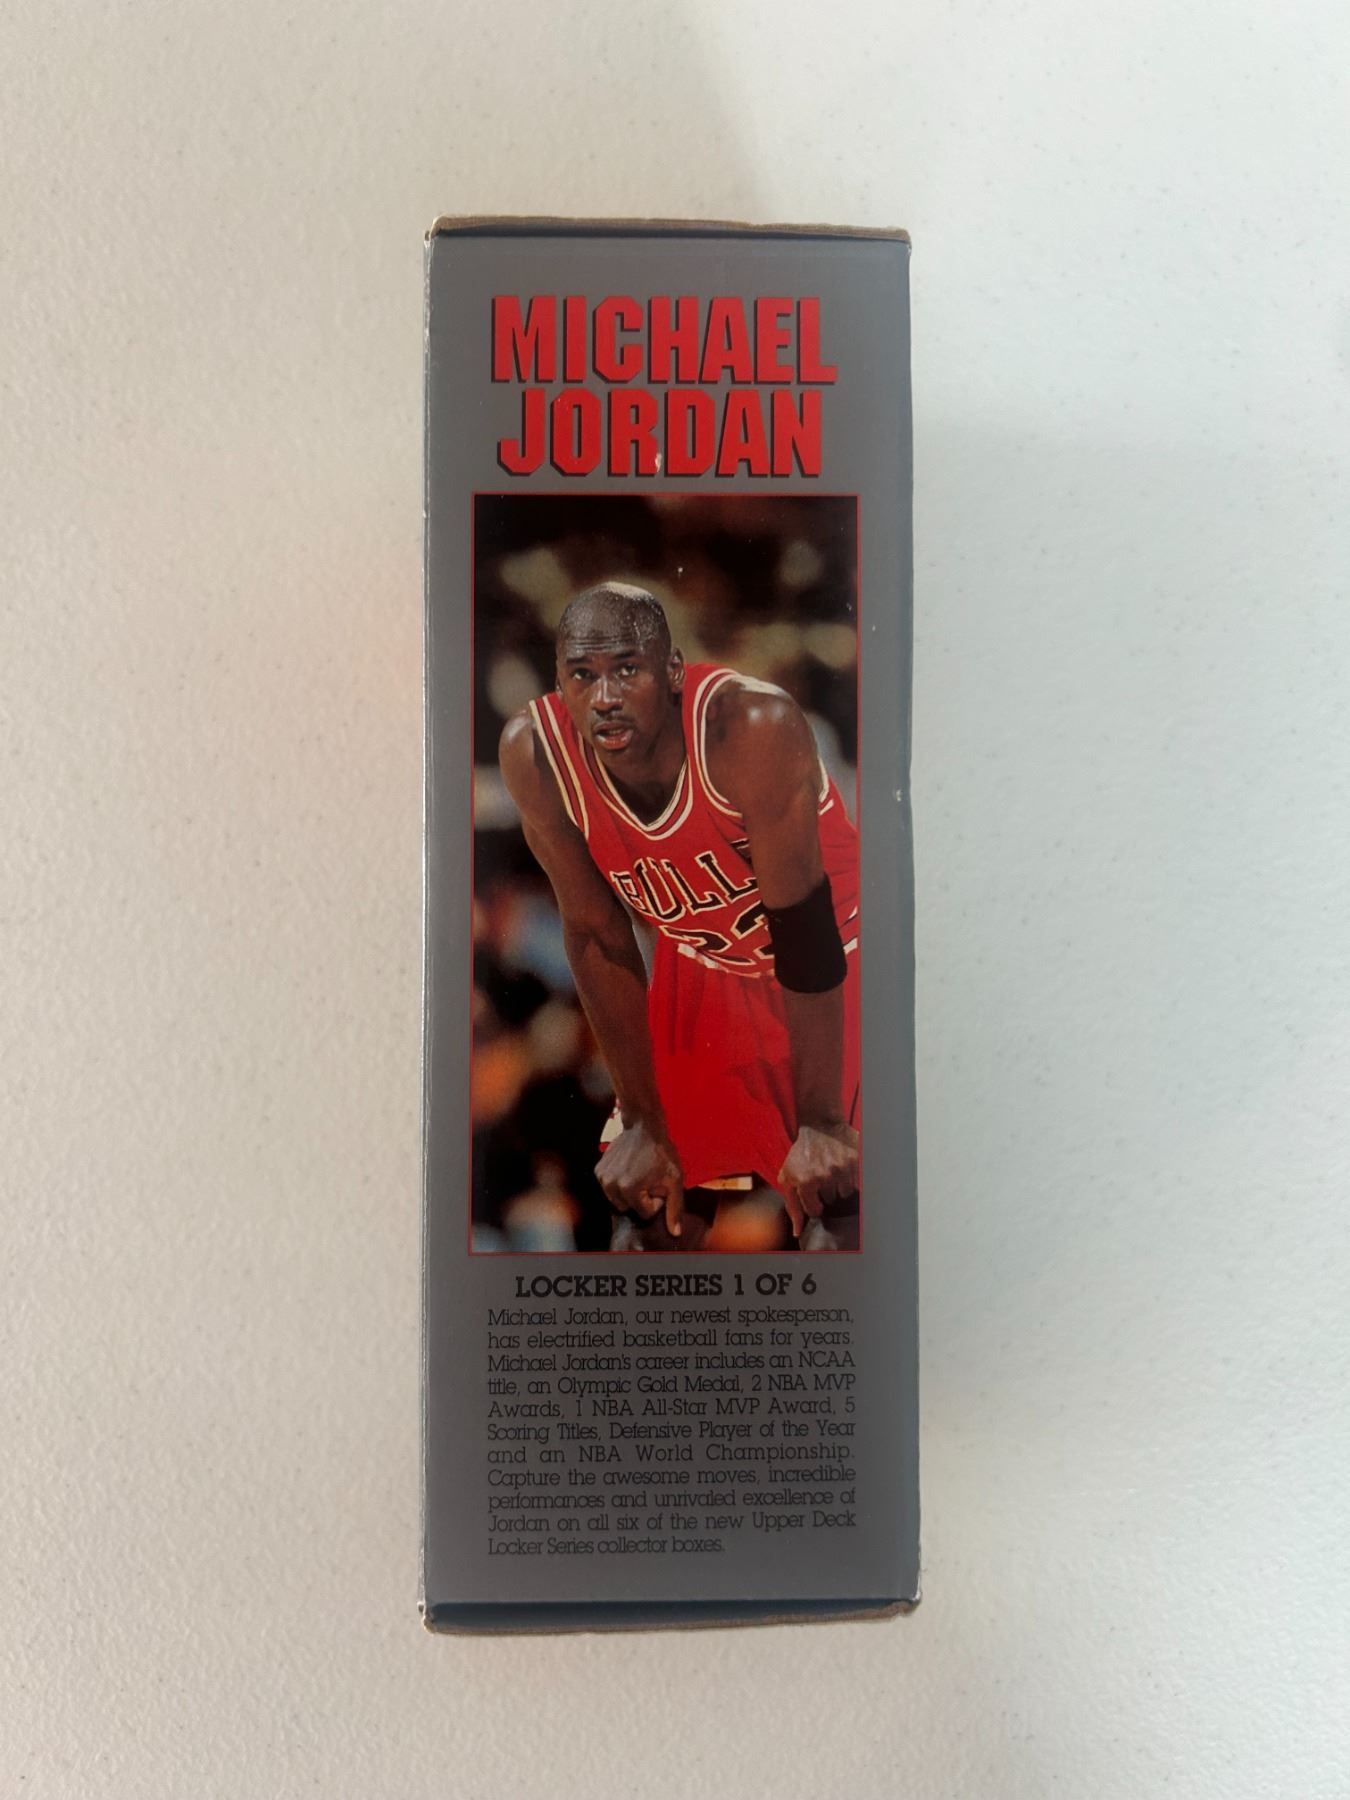 MICHAEL
JORDAN
BULL
23
LOCKER SERIES 1 OF 6
Michael Jordan, our newest spokesperson,
has electrified basketball fans for years.
Michael Jordan's career includes an NCAA
title, an Olympic Gold Medal, 2 NBA MVP
Awards, 1 NBA All-Star MVP Award, 5
Scoring Titles, Defensive Player of the Year
and an NBA World Championship.
Capture the awesome moves, incredible
performances and unrivaled excellence of
Jordan on all six of the new Upper Deck
Locker Series collector boxes.